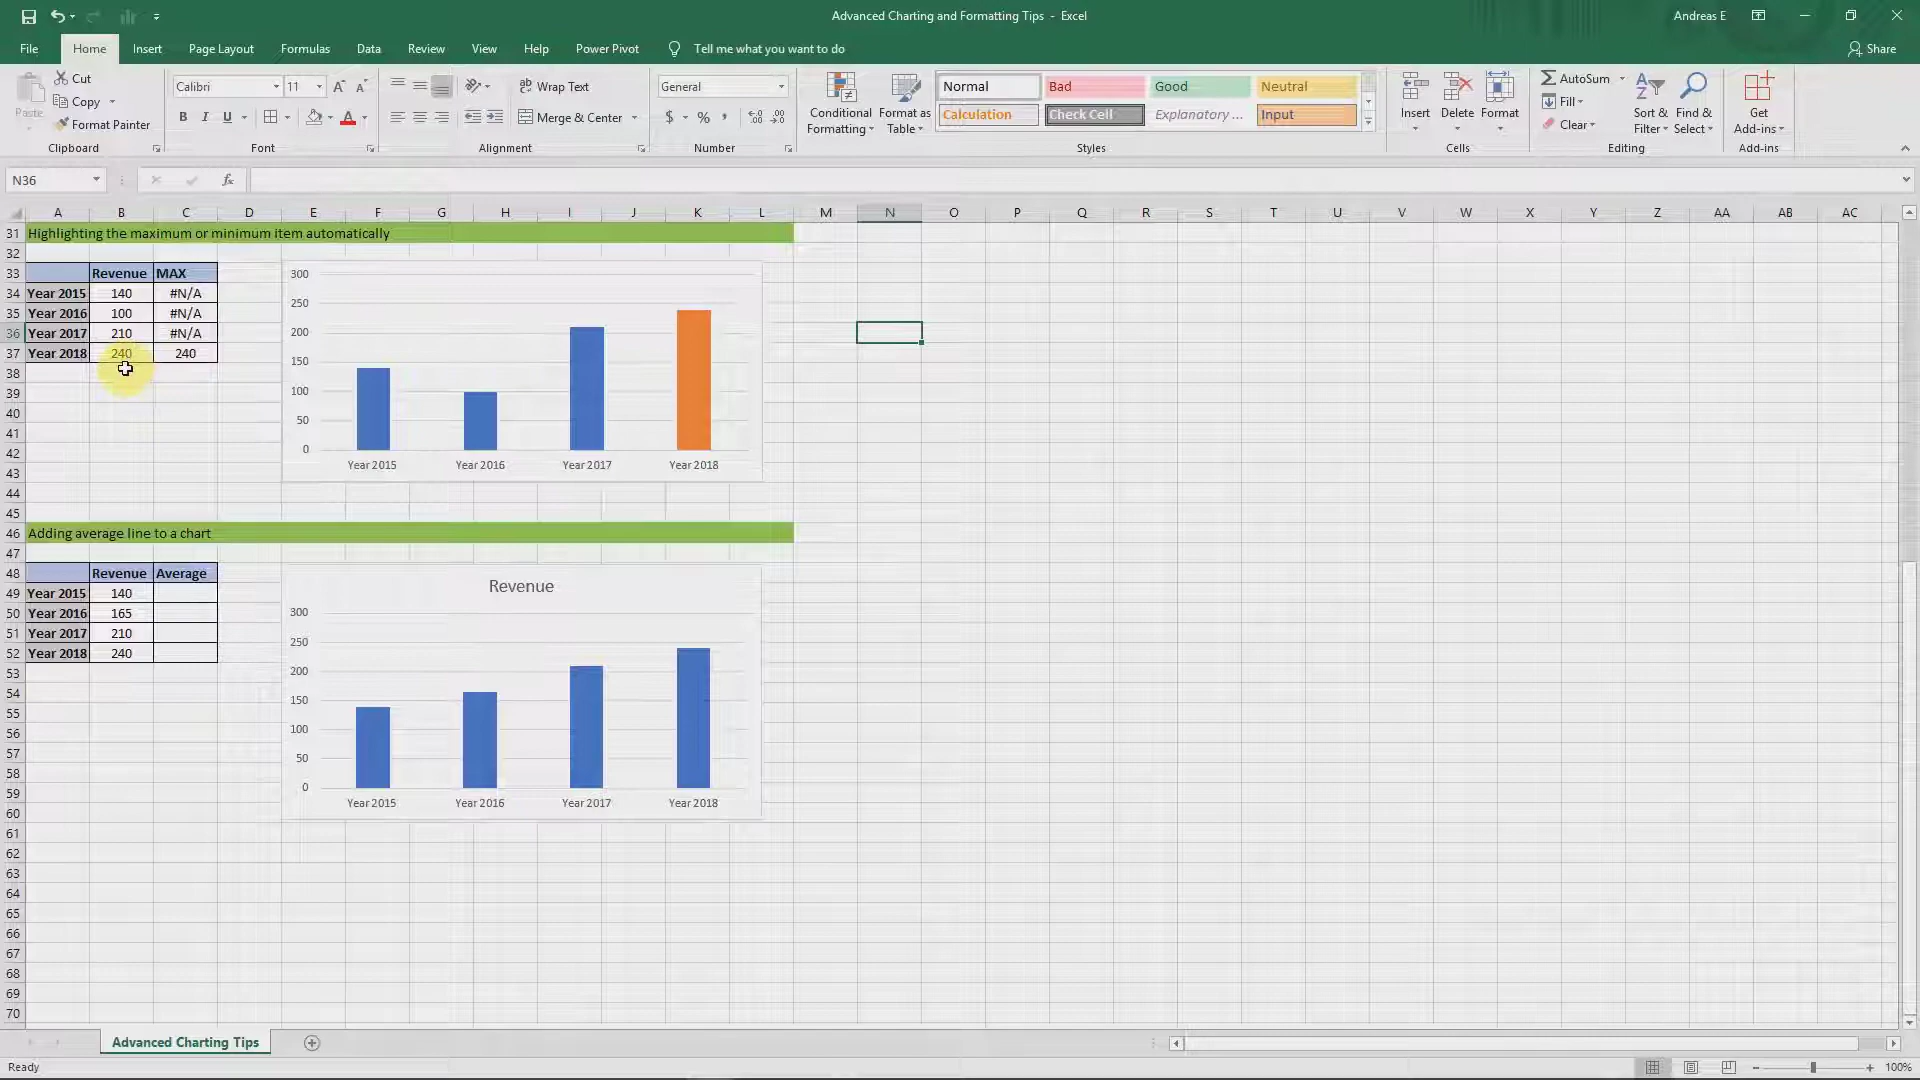 Advanced Charting and Formatting Tips - Excel
Andreas E
File Home Insert Page Layout Formulas Data Review View Help Power Pivot Tell me what you want to do Share
Paste
Cut
Copy
Format Painter
Clipboard
Calibri 11
B I U
Font
Wrap Text
Merge & Center
Alignment
General
$ % ,
Number
Conditional Formatting
Format as Table
Normal Bad Good Neutral
Calculation Check Cell Explanatory ... Input
Styles
Insert Delete Format
Cells
AutoSum
Fill
Clear
Sort & Filter
Find & Select
Editing
Get Add-ins
Add-ins
N36 fx
A B C D E F G H I J K L M N O P Q R S T U V W X Y Z AA AB AC
31 Highlighting the maximum or minimum item automatically
32
33 Revenue MAX
34 Year 2015 140 #N/A
35 Year 2016 100 #N/A
36 Year 2017 210 #N/A
37 Year 2018 240 240
38
39
40
41
42
43
44
45
300
250
200
150
100
50
0
Year 2015 Year 2016 Year 2017 Year 2018
46 Adding average line to a chart
47
48 Revenue Average
49 Year 2015 140
50 Year 2016 165
51 Year 2017 210
52 Year 2018 240
53
54
55
56
57
58
59
60
61
62
63
64
65
66
67
68
69
70
Revenue
300
250
200
150
100
50
0
Year 2015 Year 2016 Year 2017 Year 2018
Advanced Charting Tips
Ready
100%